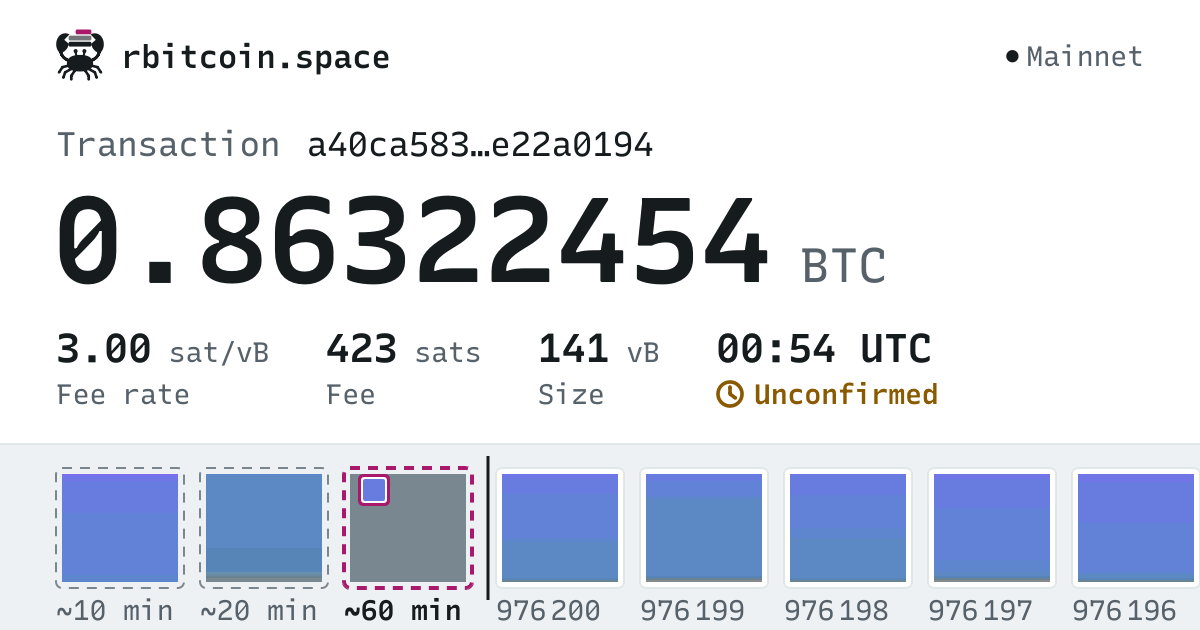 rbitcoin.space
Mainnet
Transaction a40ca583…e22a0194
0.86322454 BTC
3.00 sat/vB 423 sats 141 vB 00:54 UTC
Fee rate Fee Size Unconfirmed
~10 min ~20 min ~60 min 976 200 976 199 976 198 976 197 976 196